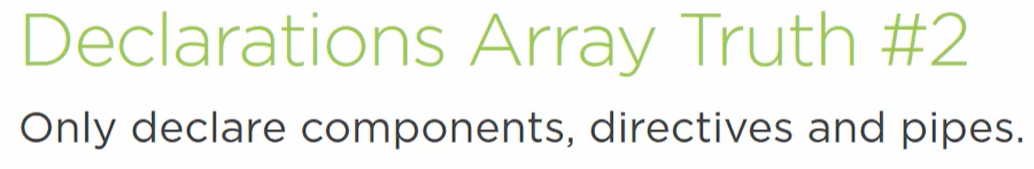 Declarations Array Truth #2
Only declare components, directives and pipes.